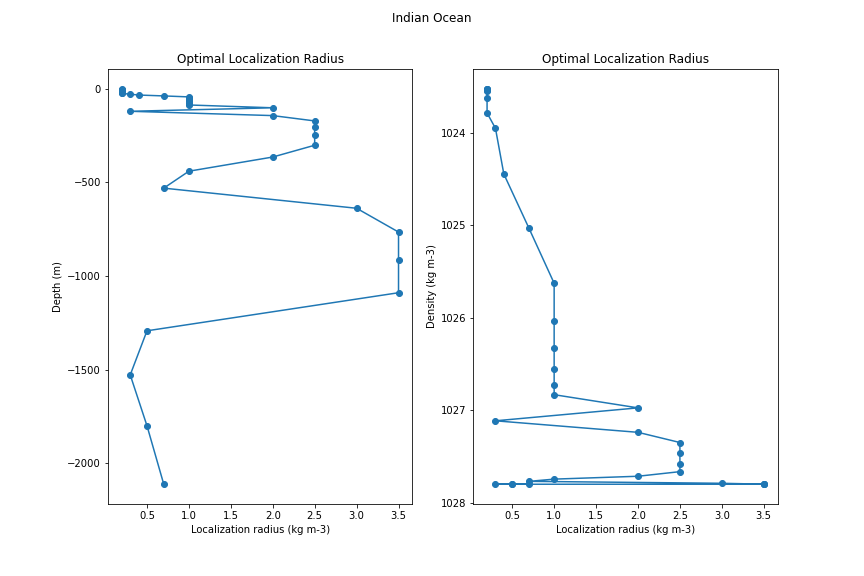 Indian Ocean
Optimal Localization Radius
0
−500
−1000
−1500
−2000
Depth (m)
0.5 1.0 1.5 2.0 2.5 3.0 3.5
Localization radius (kg m-3)
Optimal Localization Radius
1024
1025
1026
1027
1028
Density (kg m-3)
0.5 1.0 1.5 2.0 2.5 3.0 3.5
Localization radius (kg m-3)